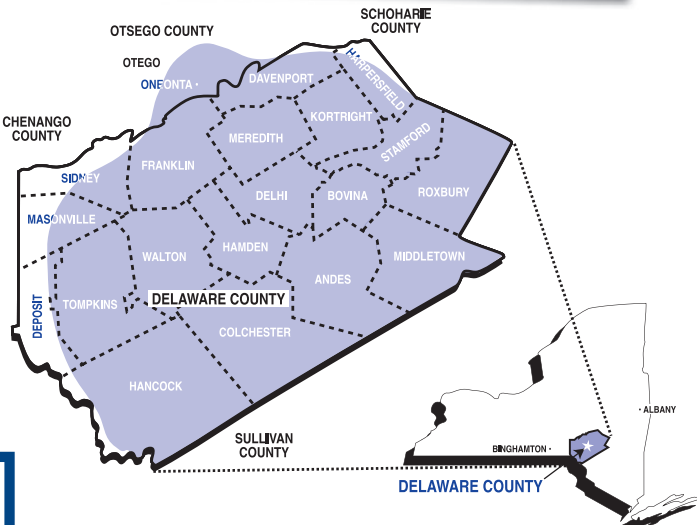 SCHOHARIE
COUNTY
OTSEGO COUNTY
OTEGO
ONEONTA
DAVENPORT
HARPERSFIELD
CHENANGO
COUNTY
KORTRIGHT
MEREDITH
STAMFORD
FRANKLIN
SIDNEY
DELHI
BOVINA
ROXBURY
MASONVILLE
WALTON
HAMDEN
MIDDLETOWN
ANDES
DEPOSIT
TOMPKINS
DELAWARE COUNTY
COLCHESTER
HANCOCK
SULLIVAN
COUNTY
ALBANY
BINGHAMTON
DELAWARE COUNTY